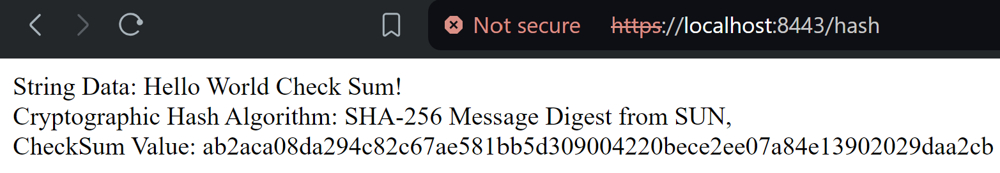 Not secure https://localhost:8443/hash
String Data: Hello World Check Sum!
Cryptographic Hash Algorithm: SHA-256 Message Digest from SUN,
CheckSum Value: ab2aca08da294c82c67ae581bb5d309004220bece2ee07a84e13902029daa2cb